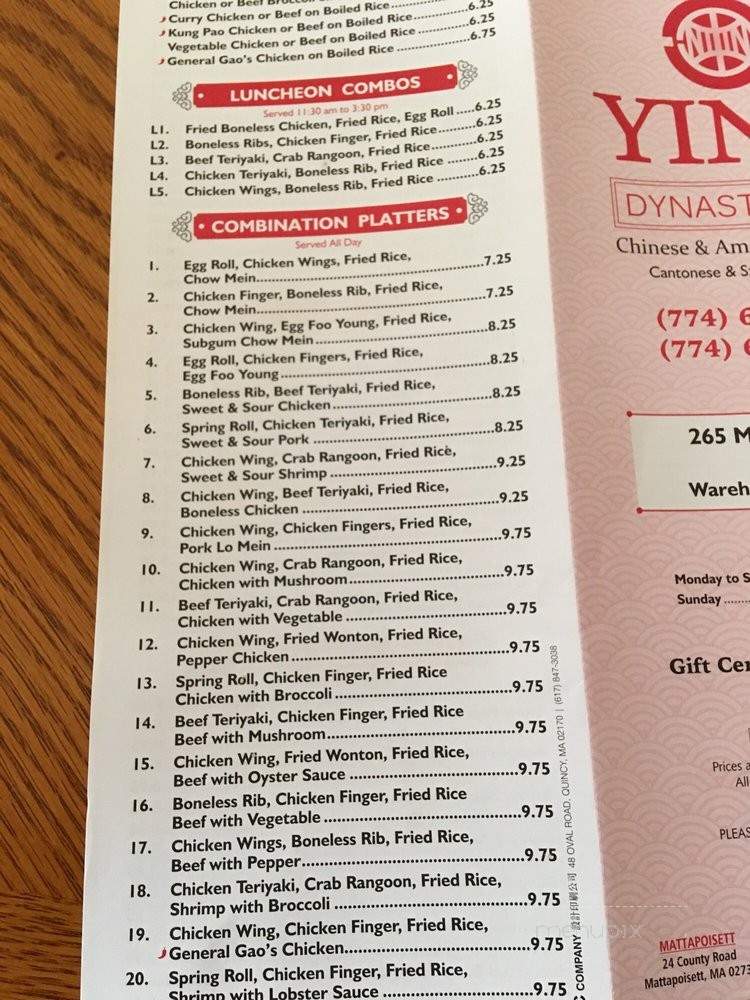 Chicken or Beef Broccoli on Boiled Rice
Curry Chicken or Beef on Boiled Rice..................6.25
Kung Pao Chicken or Beef on Boiled Rice..............6.25
Vegetable Chicken or Beef on Boiled Rice..............6.25
General Gao's Chicken on Boiled Rice..................6.75
LUNCHEON COMBOS
Served 11:30 am to 3:30 pm
L1. Fried Boneless Chicken, Fried Rice, Egg Roll .....6.25
L2. Boneless Ribs, Chicken Finger, Fried Rice.........6.25
L3. Beef Teriyaki, Crab Rangoon, Fried Rice...........6.25
L4. Chicken Teriyaki, Boneless Rib, Fried Rice .......6.25
L5. Chicken Wings, Boneless Rib, Fried Rice ..........6.25
• COMBINATION PLATTERS •
Served All Day
1. Egg Roll, Chicken Wings, Fried Rice,
Chow Mein.................................................7.25
2. Chicken Finger, Boneless Rib, Fried Rice,
Chow Mein.................................................7.25
3. Chicken Wing, Egg Foo Young, Fried Rice,
Subgum Chow Mein......................................8.25
4. Egg Roll, Chicken Fingers, Fried Rice,
Egg Foo Young............................................8.25
5. Boneless Rib, Beef Teriyaki, Fried Rice,
Sweet & Sour Chicken...................................8.25
6. Spring Roll, Chicken Teriyaki, Fried Rice,
Sweet & Sour Pork .......................................8.25
7. Chicken Wing, Crab Rangoon, Fried Rice,
Sweet & Sour Shrimp ....................................9.25
8. Chicken Wing, Beef Teriyaki, Fried Rice,
Boneless Chicken .........................................9.25
9. Chicken Wing, Chicken Fingers, Fried Rice,
Pork Lo Mein ...............................................9.75
10. Chicken Wing, Crab Rangoon, Fried Rice,
Chicken with Mushroom.................................9.75
11. Beef Teriyaki, Crab Rangoon, Fried Rice,
Chicken with Vegetable ..................................9.75
12. Chicken Wing, Fried Wonton, Fried Rice,
Pepper Chicken ............................................9.75
13. Spring Roll, Chicken Finger, Fried Rice
Chicken with Broccoli ....................................9.75
14. Beef Teriyaki, Chicken Finger, Fried Rice
Beef with Mushroom......................................9.75
15. Chicken Wing, Fried Wonton, Fried Rice,
Beef with Oyster Sauce ..................................9.75
16. Boneless Rib, Chicken Finger, Fried Rice
Beef with Vegetable .......................................9.75
17. Chicken Wings, Boneless Rib, Fried Rice,
Beef with Pepper...........................................9.75
18. Chicken Teriyaki, Crab Rangoon, Fried Rice,
Shrimp with Broccoli .....................................9.75
19. Chicken Wing, Chicken Finger, Fried Rice,
General Gao's Chicken...................................9.75
20. Spring Roll, Chicken Finger, Fried Rice,
Shrimp with Lobster Sauce .............................9.75
COMPANY 設計印刷公司 48 OVAL ROAD, QUINCY, MA 02170 | (617) 847-3038
YIN
DYNAST
Chinese & Am
Cantonese & S
(774) 6
(774) 6
265 M
Wareh
Monday to S
Sunday ......
Gift Cer
Prices a
All
PLEAS
menupix
MATTAPOISETT
24 County Road
Mattapoisett, MA 0273